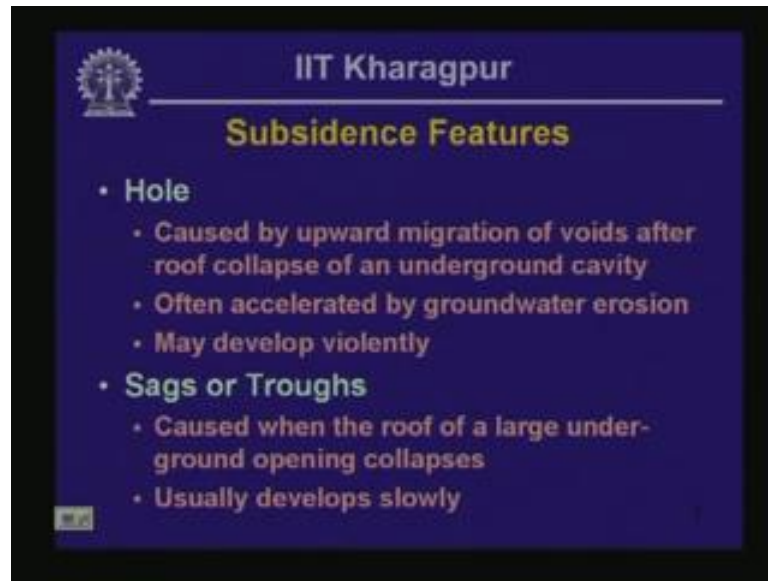 IIT Kharagpur
Subsidence Features
• Hole
• Caused by upward migration of voids after
roof collapse of an underground cavity
• Often accelerated by groundwater erosion
• May develop violently
• Sags or Troughs
• Caused when the roof of a large under-
ground opening collapses
• Usually develops slowly